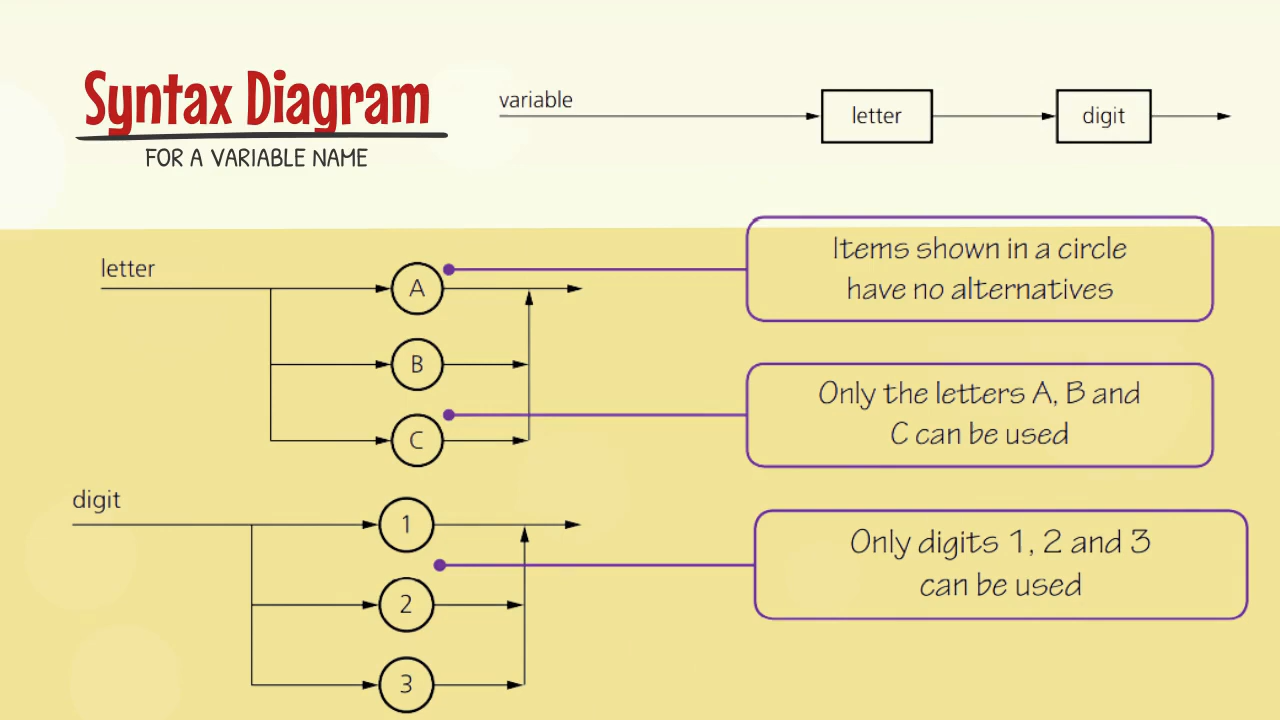 Syntax Diagram
FOR A VARIABLE NAME
variable
letter
digit
letter
A
B
C
Items shown in a circle
have no alternatives
Only the letters A, B and
C can be used
digit
1
2
3
Only digits 1, 2 and 3
can be used